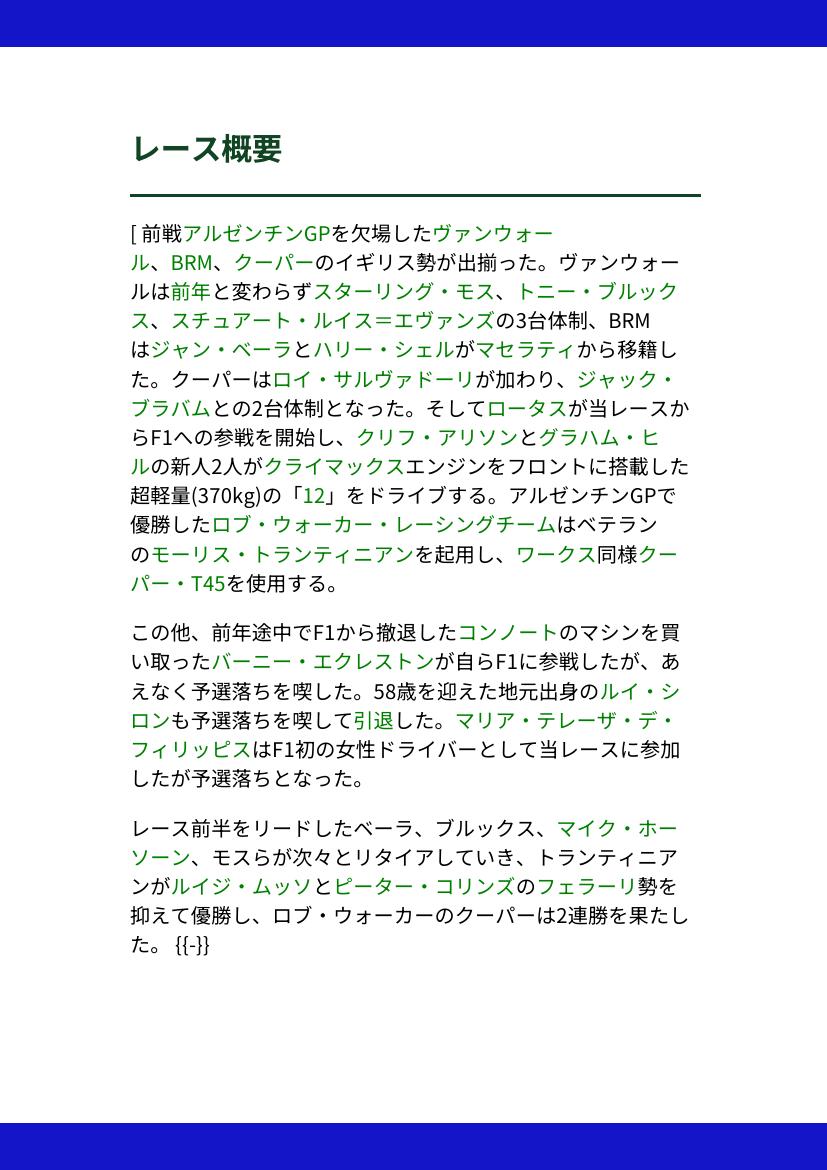 レース概要
[ 前戦アルゼンチンGPを欠場したヴァンウォー
ル、BRM、クーパーのイギリス勢が出揃った。ヴァンウォー
ルは前年と変わらずスターリング・モス、トニー・ブルック
ス、スチュアート・ルイス＝エヴァンズの3台体制、BRM
はジャン・ベーラとハリー・シェルがマセラティから移籍し
た。クーパーはロイ・サルヴァドーリが加わり、ジャック・
ブラバムとの2台体制となった。そしてロータスが当レースか
らF1への参戦を開始し、クリフ・アリソンとグラハム・ヒ
ルの新人2人がクライマックスエンジンをフロントに搭載した
超軽量(370kg)の「12」をドライブする。アルゼンチンGPで
優勝したロブ・ウォーカー・レーシングチームはベテラン
のモーリス・トランティニアンを起用し、ワークス同様クー
パー・T45を使用する。
この他、前年途中でF1から撤退したコンノートのマシンを買
い取ったバーニー・エクレストンが自らF1に参戦したが、あ
えなく予選落ちを喫した。58歳を迎えた地元出身のルイ・シ
ロンも予選落ちを喫して引退した。マリア・テレーザ・デ・
フィリッピスはF1初の女性ドライバーとして当レースに参加
したが予選落ちとなった。
レース前半をリードしたベーラ、ブルックス、マイク・ホー
ソーン、モスらが次々とリタイアしていき、トランティニア
ンがルイジ・ムッソとピーター・コリンズのフェラーリ勢を
抑えて優勝し、ロブ・ウォーカーのクーパーは2連勝を果たし
た。 {{-}}